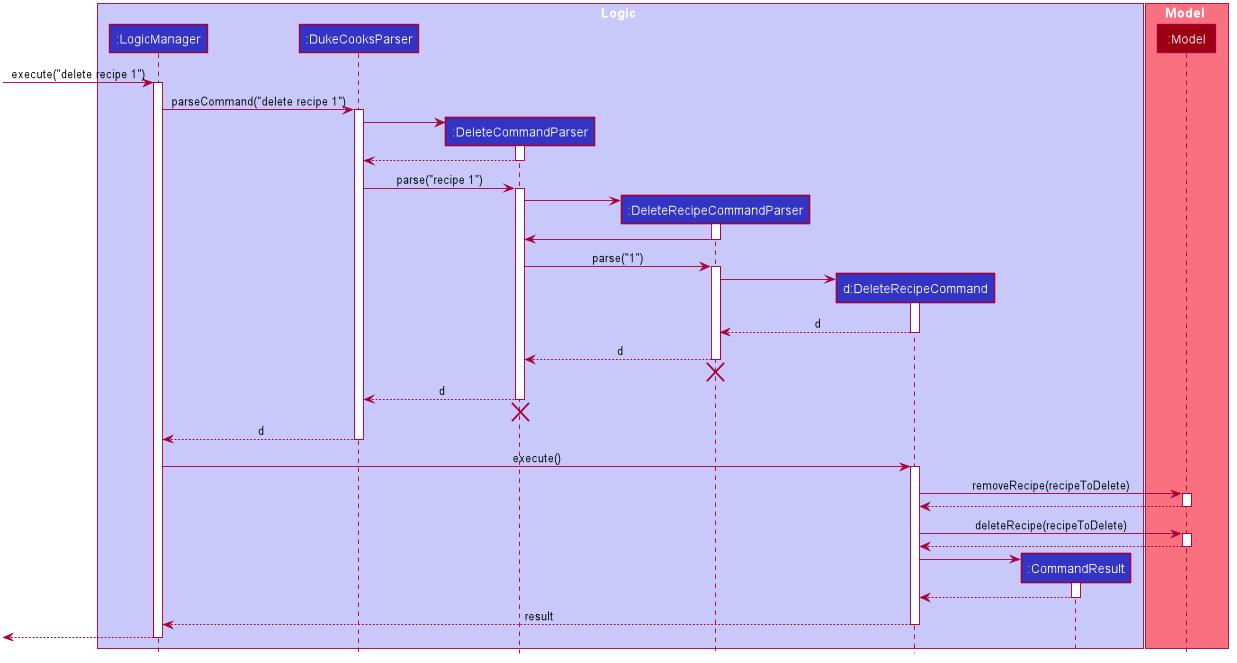 Logic
Model
:LogicManager
:DukeCooksParser
:Model
execute("delete recipe 1")
parseCommand("delete recipe 1")
:DeleteCommandParser
parse("recipe 1")
:DeleteRecipeCommandParser
parse("1")
d:DeleteRecipeCommand
d
d
d
d
execute()
removeRecipe(recipeToDelete)
deleteRecipe(recipeToDelete)
:CommandResult
result